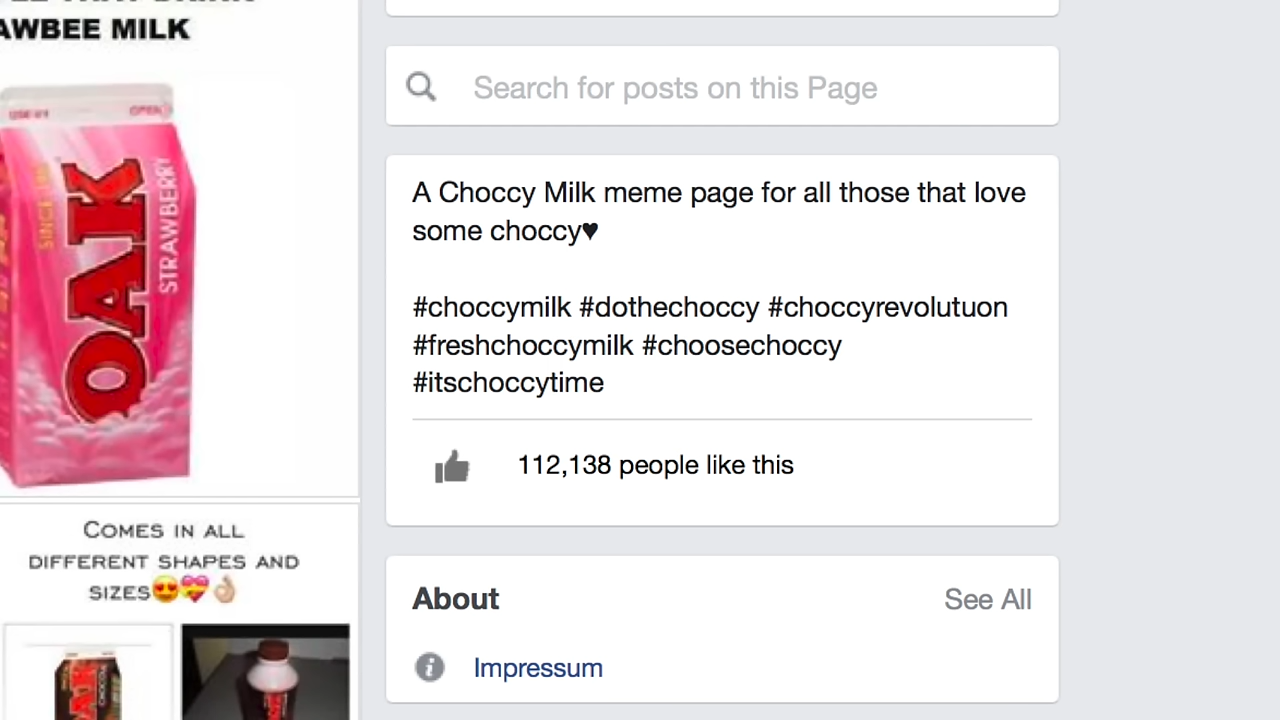 AWBEE MILK
OPEN
SINCE
OAK
STRAWBERRY
COMES IN ALL
DIFFERENT SHAPES AND
SIZES😍💝👌🏼
Search for posts on this Page
A Choccy Milk meme page for all those that love
some choccy♥
#choccymilk #dothechoccy #choccyrevolutuon
#freshchoccymilk #choosechoccy
#itschoccytime
112,138 people like this
About
See All
Impressum